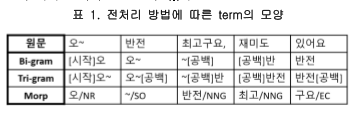 표 1. 전처리 방법에 따른 term의 모양
원문 오~ 반전 최고구요, 재미도 있어요
Bi-gram [시작]오 오~ ~[공백] [공백]반 반전
Tri-gram [시작]오~ 오~[공백] ~[공백]반 [공백]반전 반전[공백]
Morp 오/NR ~/SO 반전/NNG 최고/NNG 구요/EC